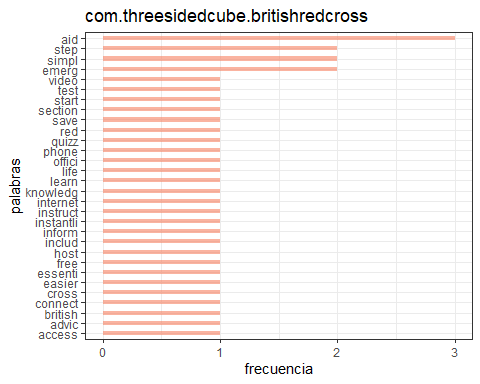 com.threesidedcube.britishredcross
aid
step
simpl
emerg
video
test
start
section
save
red
quizz
phone
offici
life
learn
knowledg
internet
instruct
instantli
inform
includ
host
free
essenti
easier
cross
connect
british
advic
access
palabras
0 1 2 3
frecuencia